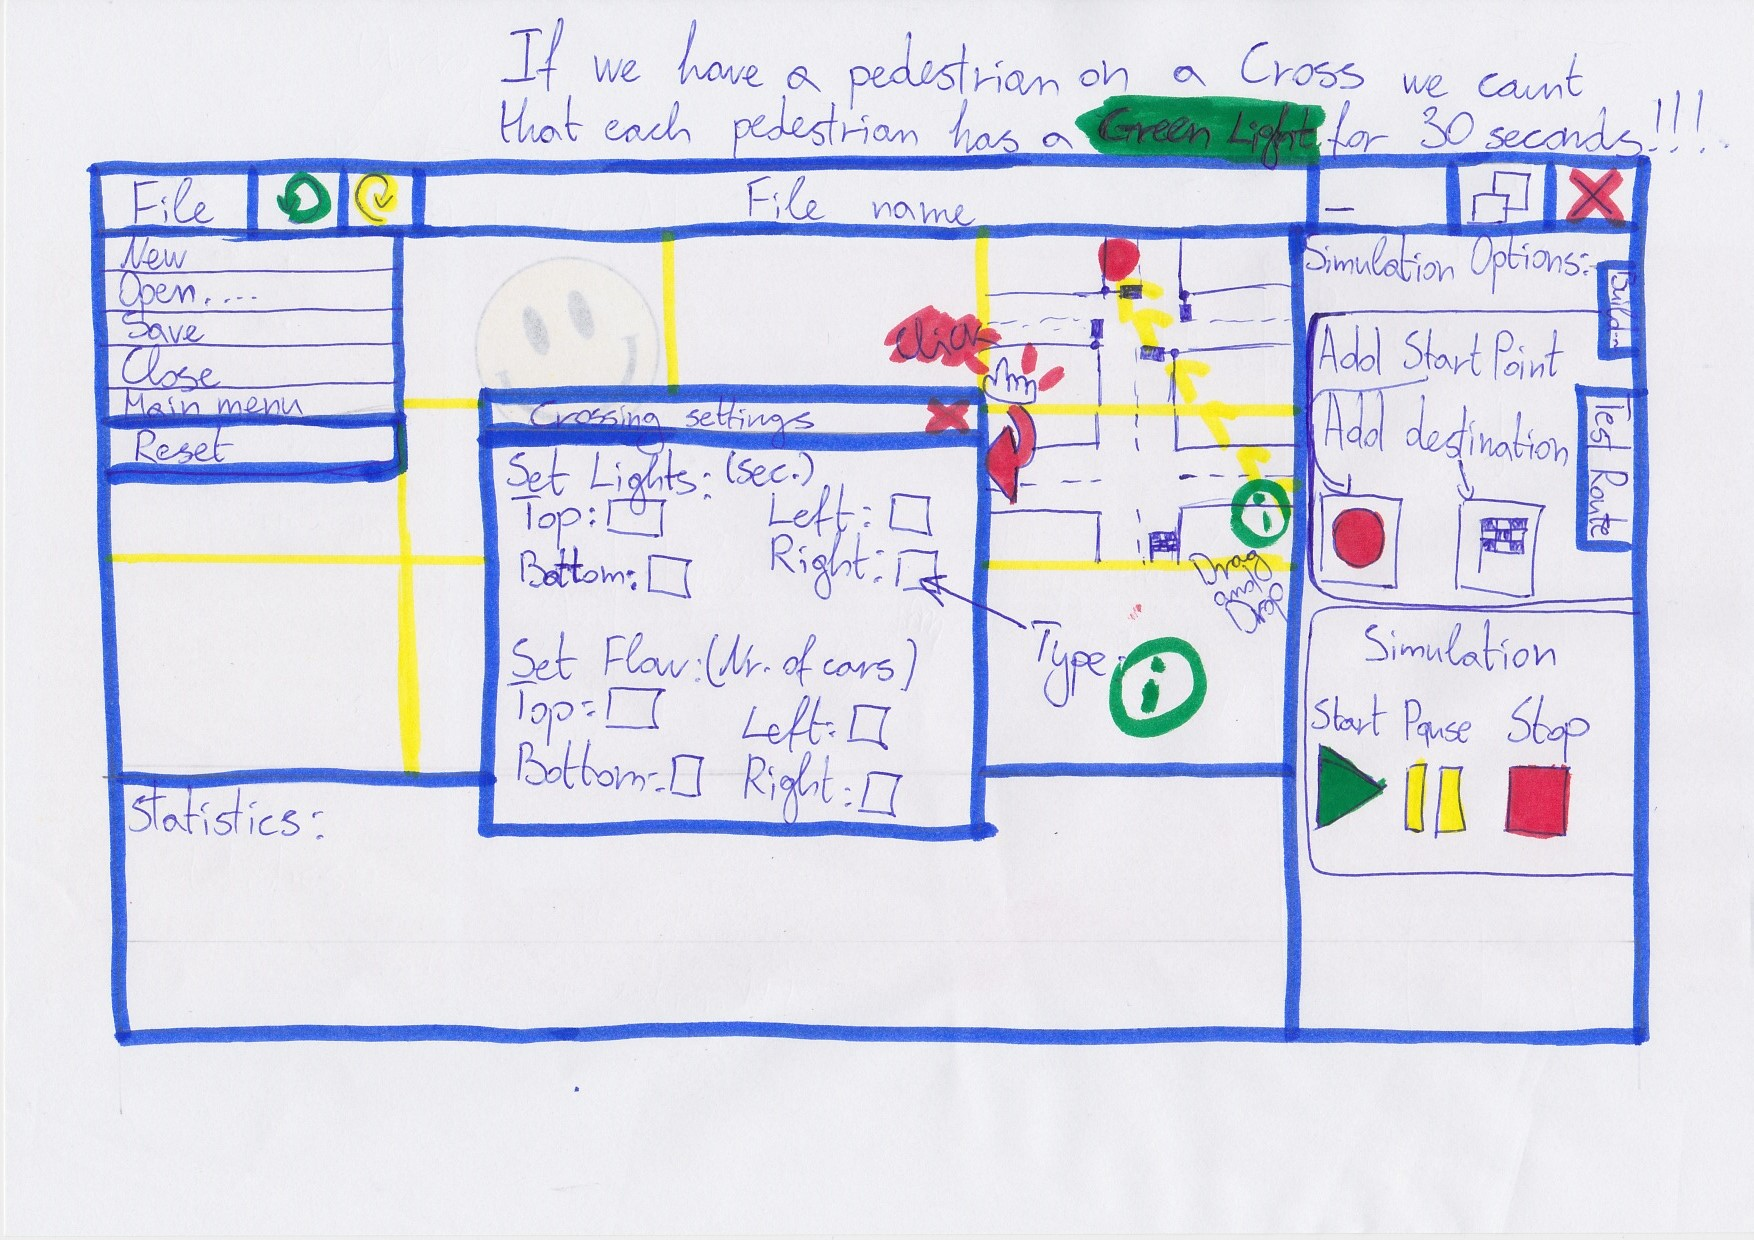 If we have a pedestrian on a Cross we count
that each pedestrian has a Green Light for 30 seconds!!!
File
File name
New
Open....
Save
Close
Main menu
Reset
Click
Crossing settings
Set Lights: (sec.)
Top:
Left:
Bottom:
Right:
Set Flow: (Nr. of cars)
Top:
Left:
Bottom:
Right:
Type:
i
i
Drag
and
Drop
Statistics:
Simulation Options:
Build
Add Start Point
Add destination
Test Route
Simulation
Start Pause Stop